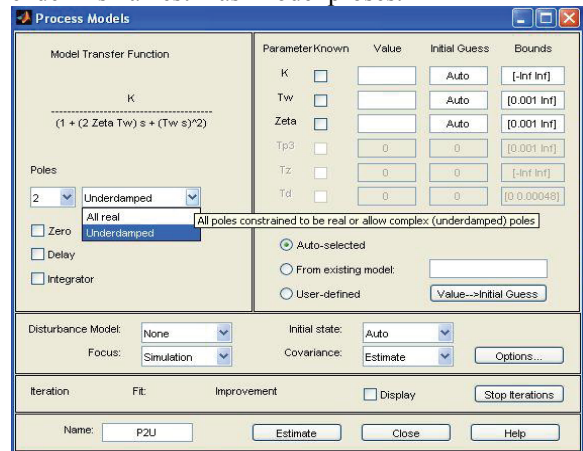 Process Models
Model Transfer Function
K
(1 + (2 Zeta Tw) s + (Tw s)^2)
Poles
2 Underdamped
All real
Underdamped
All poles constrained to be real or allow complex (underdamped) poles
Zero
Delay
Integrator
Parameter Known Value Initial Guess Bounds
K Auto [-Inf Inf]
Tw Auto [0.001 Inf]
Zeta Auto [0.001 Inf]
Tp3 0 0 [0.001 Inf]
Tz 0 0 [-Inf Inf]
Td 0 0 [0 0.00048]
Auto-selected
From existing model:
User-defined Value-->Initial Guess
Disturbance Model: None Initial state: Auto
Focus: Simulation Covariance: Estimate Options...
Iteration Fit: Improvement Display Stop Iterations
Name: P2U Estimate Close Help